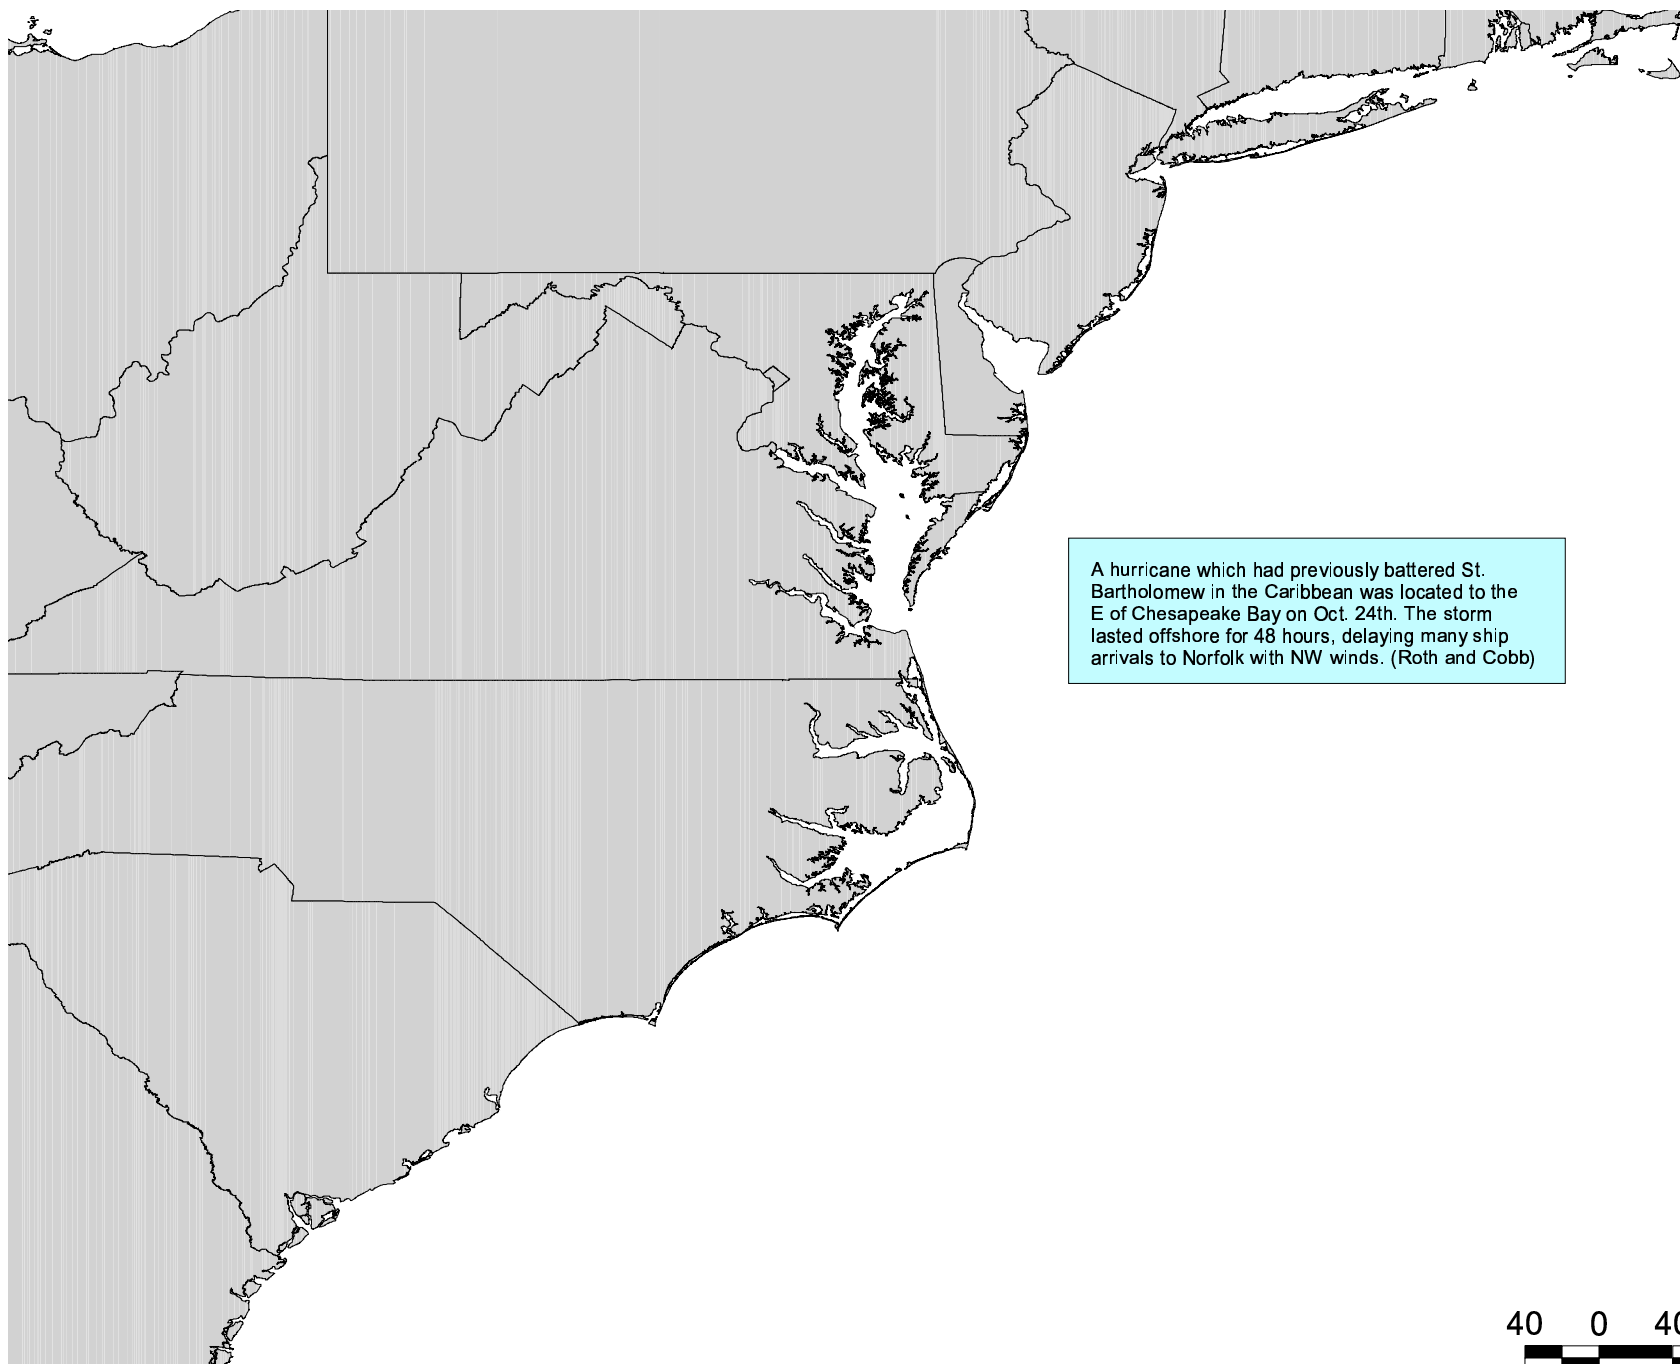 A hurricane which had previously battered St.
Bartholomew in the Caribbean was located to the
E of Chesapeake Bay on Oct. 24th. The storm
lasted offshore for 48 hours, delaying many ship
arrivals to Norfolk with NW winds. (Roth and Cobb)
40 0